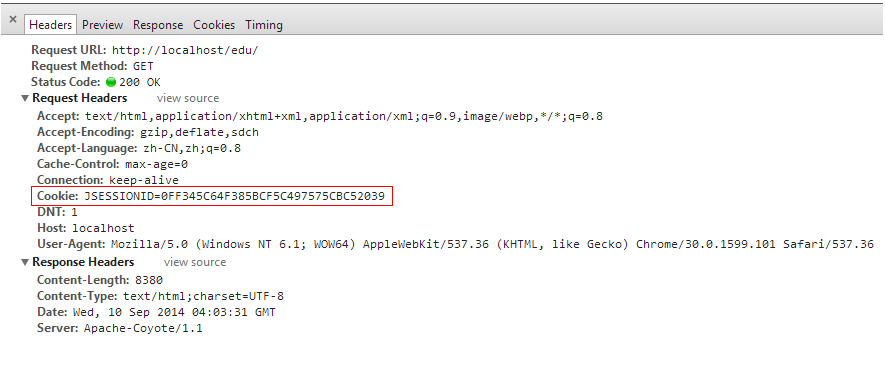 × Headers Preview Response Cookies Timing
Request URL: http://localhost/edu/
Request Method: GET
Status Code: 200 OK
▼ Request Headers view source
Accept: text/html,application/xhtml+xml,application/xml;q=0.9,image/webp,*/*;q=0.8
Accept-Encoding: gzip,deflate,sdch
Accept-Language: zh-CN,zh;q=0.8
Cache-Control: max-age=0
Connection: keep-alive
Cookie: JSESSIONID=0FF345C64F385BCF5C497575CBC52039
DNT: 1
Host: localhost
User-Agent: Mozilla/5.0 (Windows NT 6.1; WOW64) AppleWebKit/537.36 (KHTML, like Gecko) Chrome/30.0.1599.101 Safari/537.36
▼ Response Headers view source
Content-Length: 8380
Content-Type: text/html;charset=UTF-8
Date: Wed, 10 Sep 2014 04:03:31 GMT
Server: Apache-Coyote/1.1